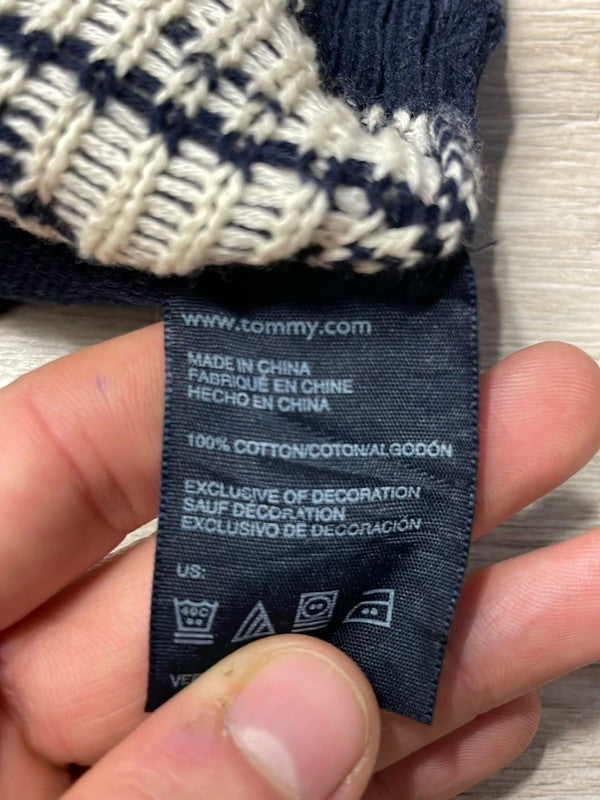 www.tommy.com
MADE IN CHINA
FABRIQUÉ EN CHINE
HECHO EN CHINA
100% COTTON/COTON/ALGODÓN
EXCLUSIVE OF DECORATION
SAUF DÉCORATION
EXCLUSIVO DE DECORACIÓN
US:
40C